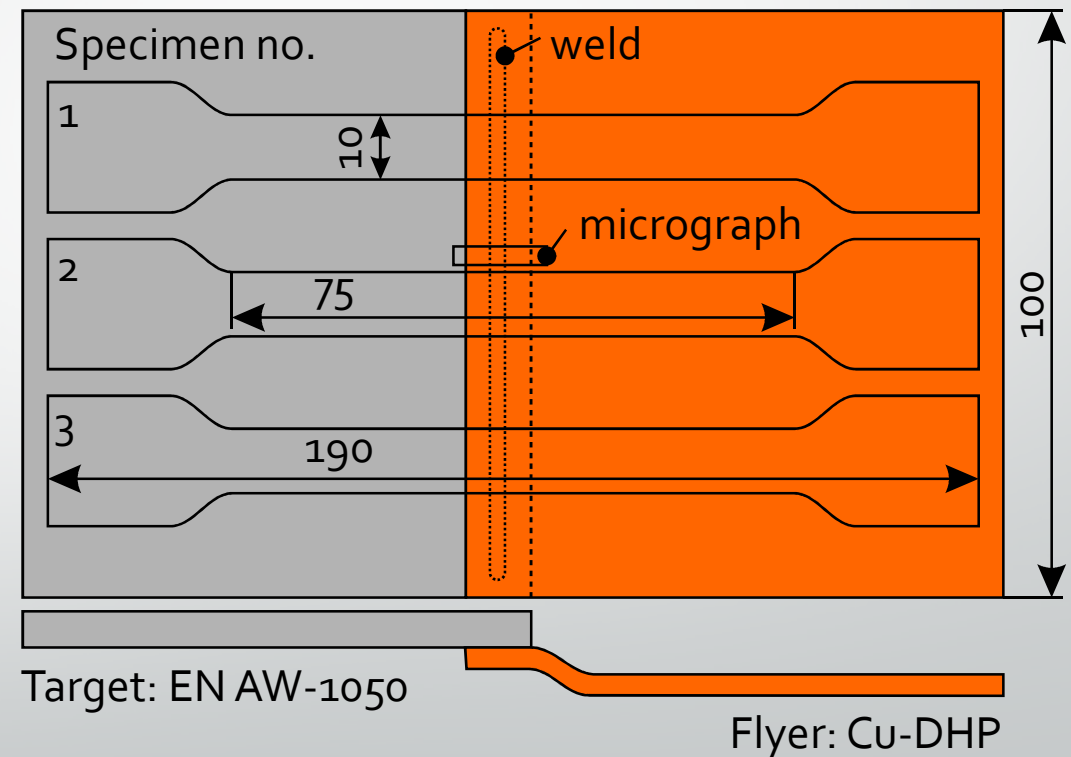 Specimen no.
weld
1
10
micrograph
2
75
100
3
190
Target: EN AW-1050
Flyer: Cu-DHP